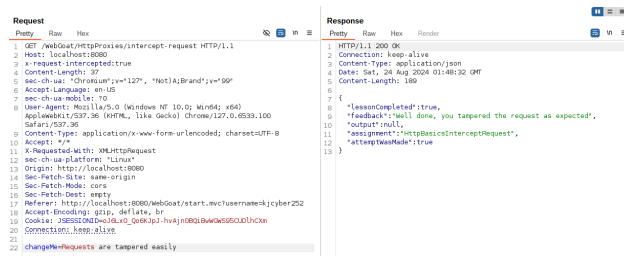 Request
Pretty Raw Hex
\n
1 GET /WebGoat/HttpProxies/intercept-request HTTP/1.1
2 Host: localhost:8080
3 x-request-intercepted:true
4 Content-Length: 37
5 sec-ch-ua: "Chromium";v="127", "Not)A;Brand";v="99"
6 Accept-Language: en-US
7 sec-ch-ua-mobile: ?0
8 User-Agent: Mozilla/5.0 (Windows NT 10.0; Win64; x64)
AppleWebKit/537.36 (KHTML, like Gecko) Chrome/127.0.6533.100
Safari/537.36
9 Content-Type: application/x-www-form-urlencoded; charset=UTF-8
10 Accept: */*
11 X-Requested-With: XMLHttpRequest
12 sec-ch-ua-platform: "Linux"
13 Origin: http://localhost:8080
14 Sec-Fetch-Site: same-origin
15 Sec-Fetch-Mode: cors
16 Sec-Fetch-Dest: empty
17 Referer: http://localhost:8080/WebGoat/start.mvc?username=kjcyber252
18 Accept-Encoding: gzip, deflate, br
19 Cookie:
20 Connection: keep-alive
21
22 changeMe=Requests are tampered easily
Response
Pretty Raw Hex Render
\n
1 HTTP/1.1 200 OK
2 Connection: keep-alive
3 Content-Type: application/json
4 Date: Sat, 24 Aug 2024 01:48:32 GMT
5 Content-Length: 189
6
7 {
8 "lessonCompleted":true,
9 "feedback":"Well done, you tampered the request as expected",
10 "output":null,
11 "assignment":"HttpBasicsInterceptRequest",
12 "attemptWasMade":true
13 }